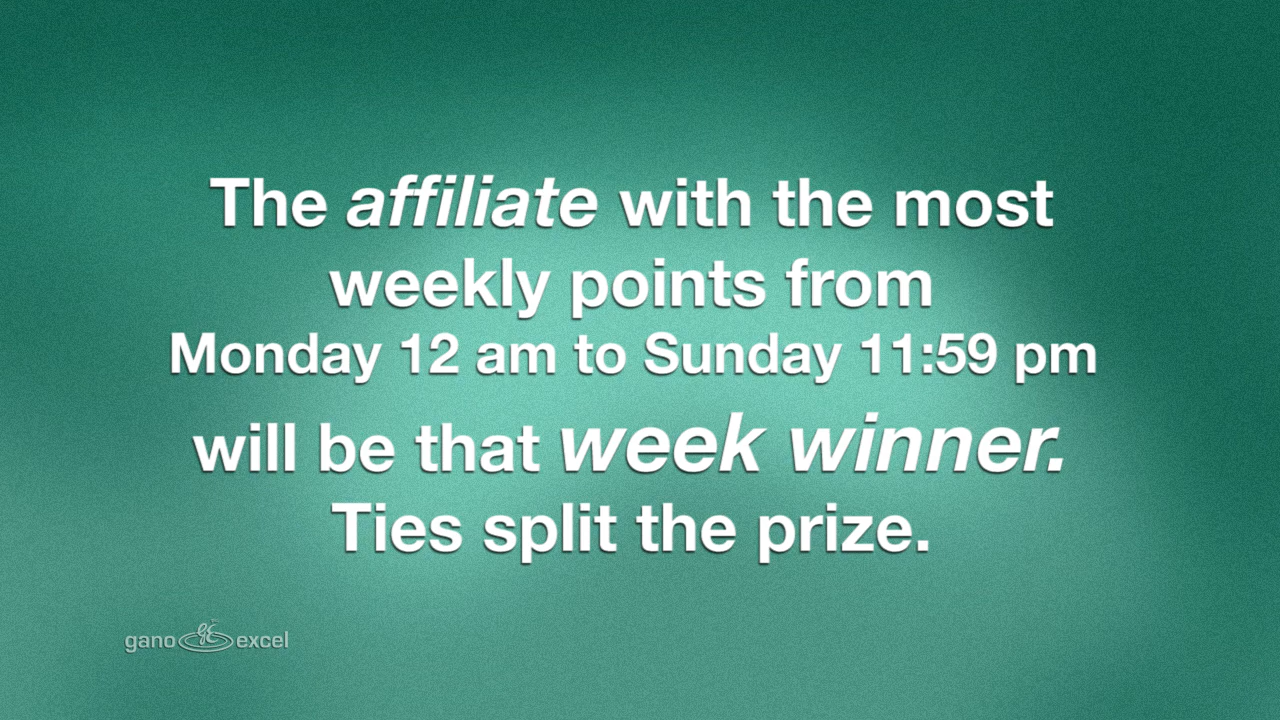 The affiliate with the most
weekly points from
Monday 12 am to Sunday 11:59 pm
will be that week winner.
Ties split the prize.
gano excel